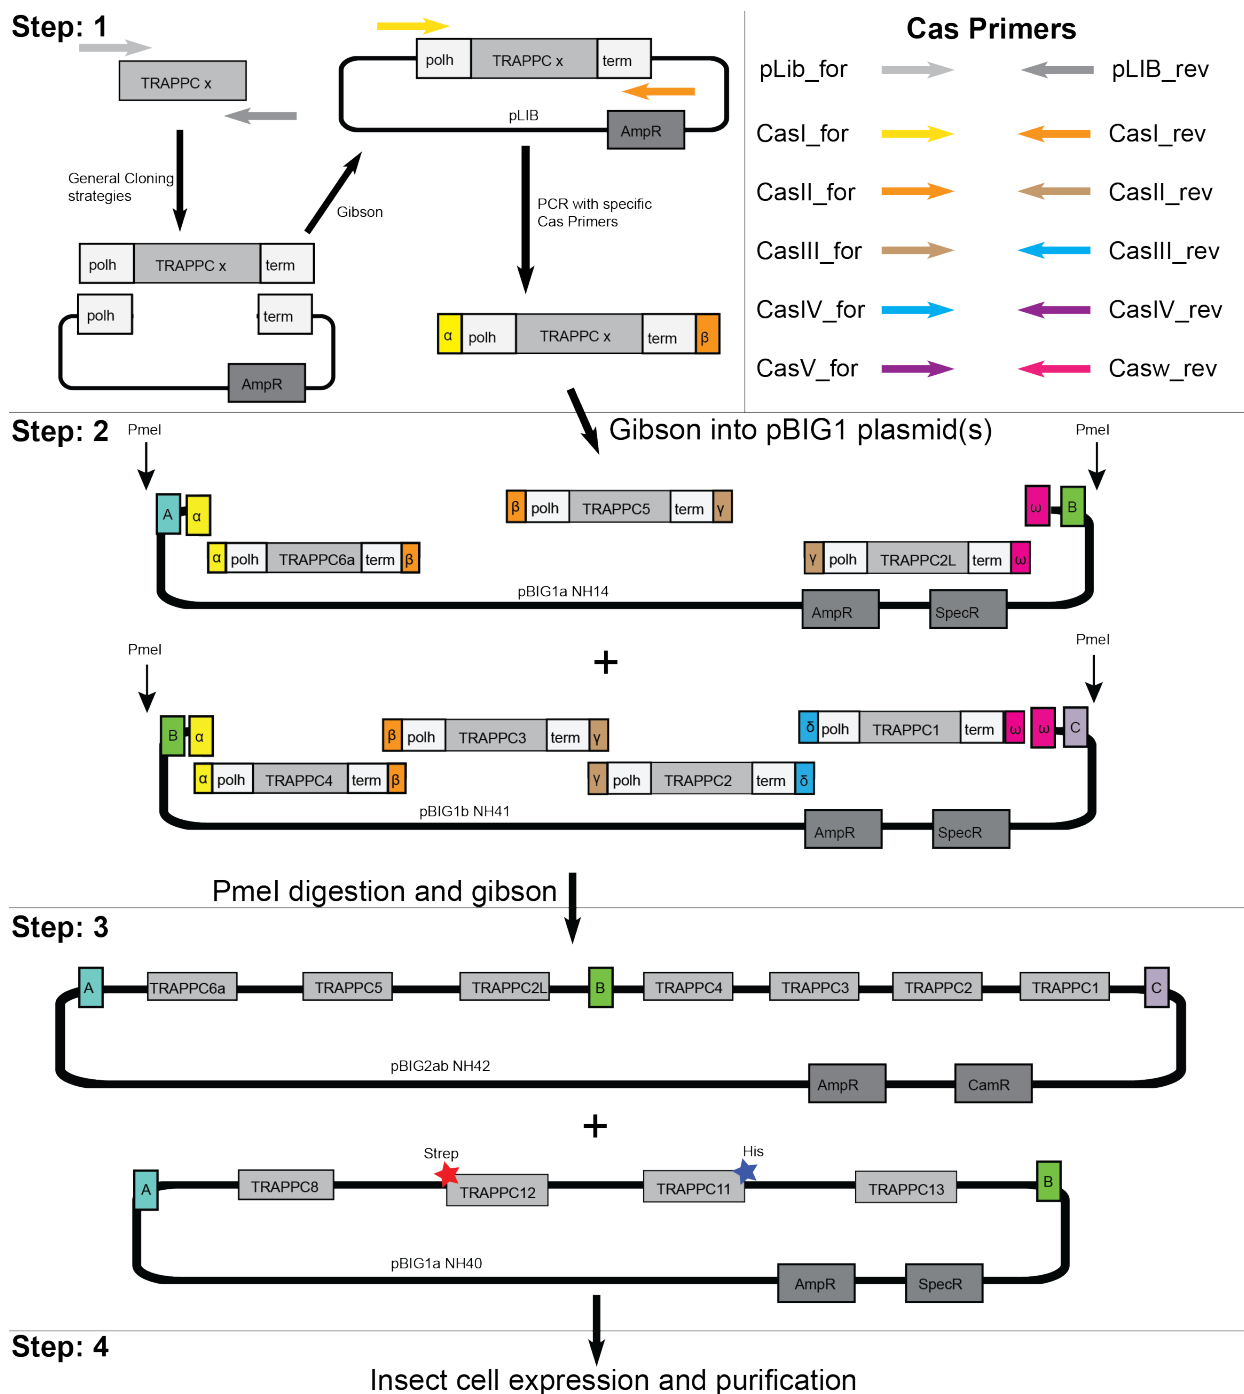 Step: 1
TRAPPC x
General Cloning
strategies
Gibson
polh
TRAPPC x
term
polh
term
AmpR
polh
TRAPPC x
term
pLIB
AmpR
PCR with specific
Cas Primers
α
polh
TRAPPC x
term
β
Cas Primers
pLib_for
pLIB_rev
CasI_for
CasI_rev
CasII_for
CasII_rev
CasIII_for
CasIII_rev
CasIV_for
CasIV_rev
CasV_for
Casw_rev
Step: 2
Gibson into pBIG1 plasmid(s)
PmeI
PmeI
A
α
β
polh
TRAPPC5
term
γ
ω
B
α
polh
TRAPPC6a
term
β
γ
polh
TRAPPC2L
term
ω
pBIG1a NH14
AmpR
SpecR
+
PmeI
PmeI
B
α
β
polh
TRAPPC3
term
γ
δ
polh
TRAPPC1
term
ω
ω
C
α
polh
TRAPPC4
term
β
γ
polh
TRAPPC2
term
δ
pBIG1b NH41
AmpR
SpecR
PmeI digestion and gibson
Step: 3
A
TRAPPC6a
TRAPPC5
TRAPPC2L
B
TRAPPC4
TRAPPC3
TRAPPC2
TRAPPC1
C
pBIG2ab NH42
AmpR
CamR
+
Strep
His
A
TRAPPC8
TRAPPC12
TRAPPC11
TRAPPC13
B
pBIG1a NH40
AmpR
SpecR
Step: 4
Insect cell expression and purification